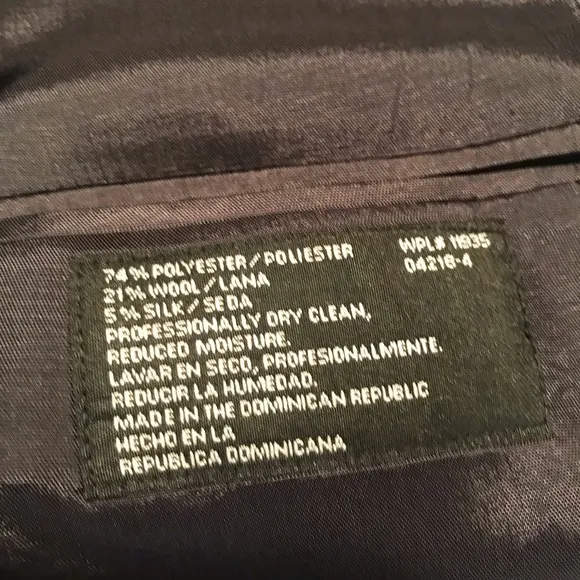 74% POLYESTER/POLIESTER
21% WOOL/LANA
5% SILK/SEDA
PROFESSIONALLY DRY CLEAN,
REDUCED MOISTURE.
LAVAR EN SECO, PROFESIONALMENTE.
REDUCIR LA HUMEDAD.
MADE IN THE DOMINICAN REPUBLIC
HECHO EN LA
REPUBLICA DOMINICANA
WPL# 11935
04218-4